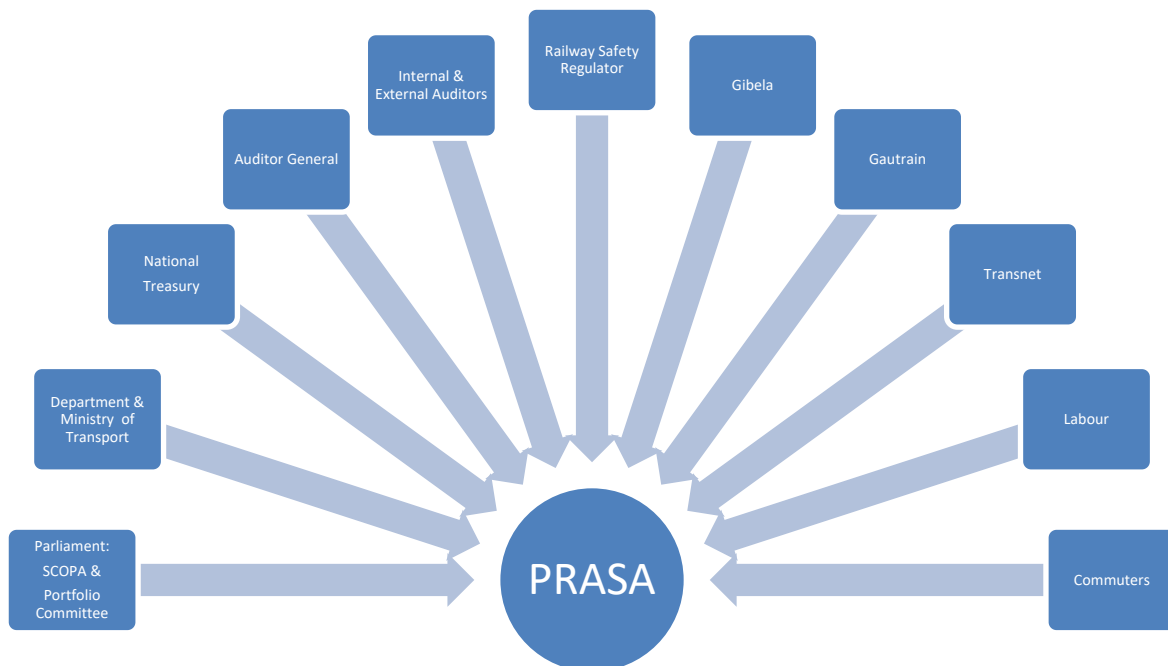 Railway Safety
Regulator
Internal &
External Auditors
Gibela
Auditor General
Gautrain
National
Treasury
Transnet
Department &
Ministry of
Transport
Labour
Parliament:
SCOPA &
Portfolio
Committee
PRASA
Commuters